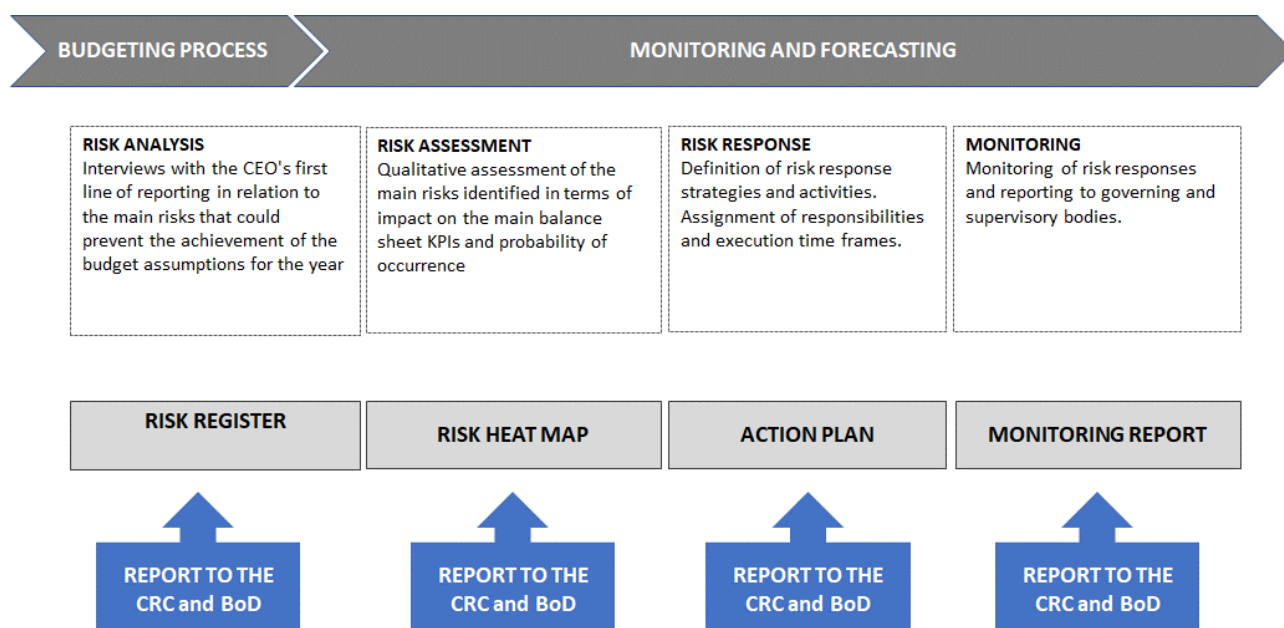 BUDGETING PROCESS
MONITORING AND FORECASTING
RISK ANALYSIS
Interviews with the CEO's first
line of reporting in relation to
the main risks that could
prevent the achievement of the
budget assumptions for the year
RISK ASSESSMENT
Qualitative assessment of the
main risks identified in terms of
impact on the main balance
sheet KPIs and probability of
occurrence
RISK RESPONSE
Definition of risk response
strategies and activities.
Assignment of responsibilities
and execution time frames.
MONITORING
Monitoring of risk responses
and reporting to governing and
supervisory bodies.
RISK REGISTER
RISK HEAT MAP
ACTION PLAN
MONITORING REPORT
REPORT TO THE
CRC and BoD
REPORT TO THE
CRC and BoD
REPORT TO THE
CRC and BoD
REPORT TO THE
CRC and BoD